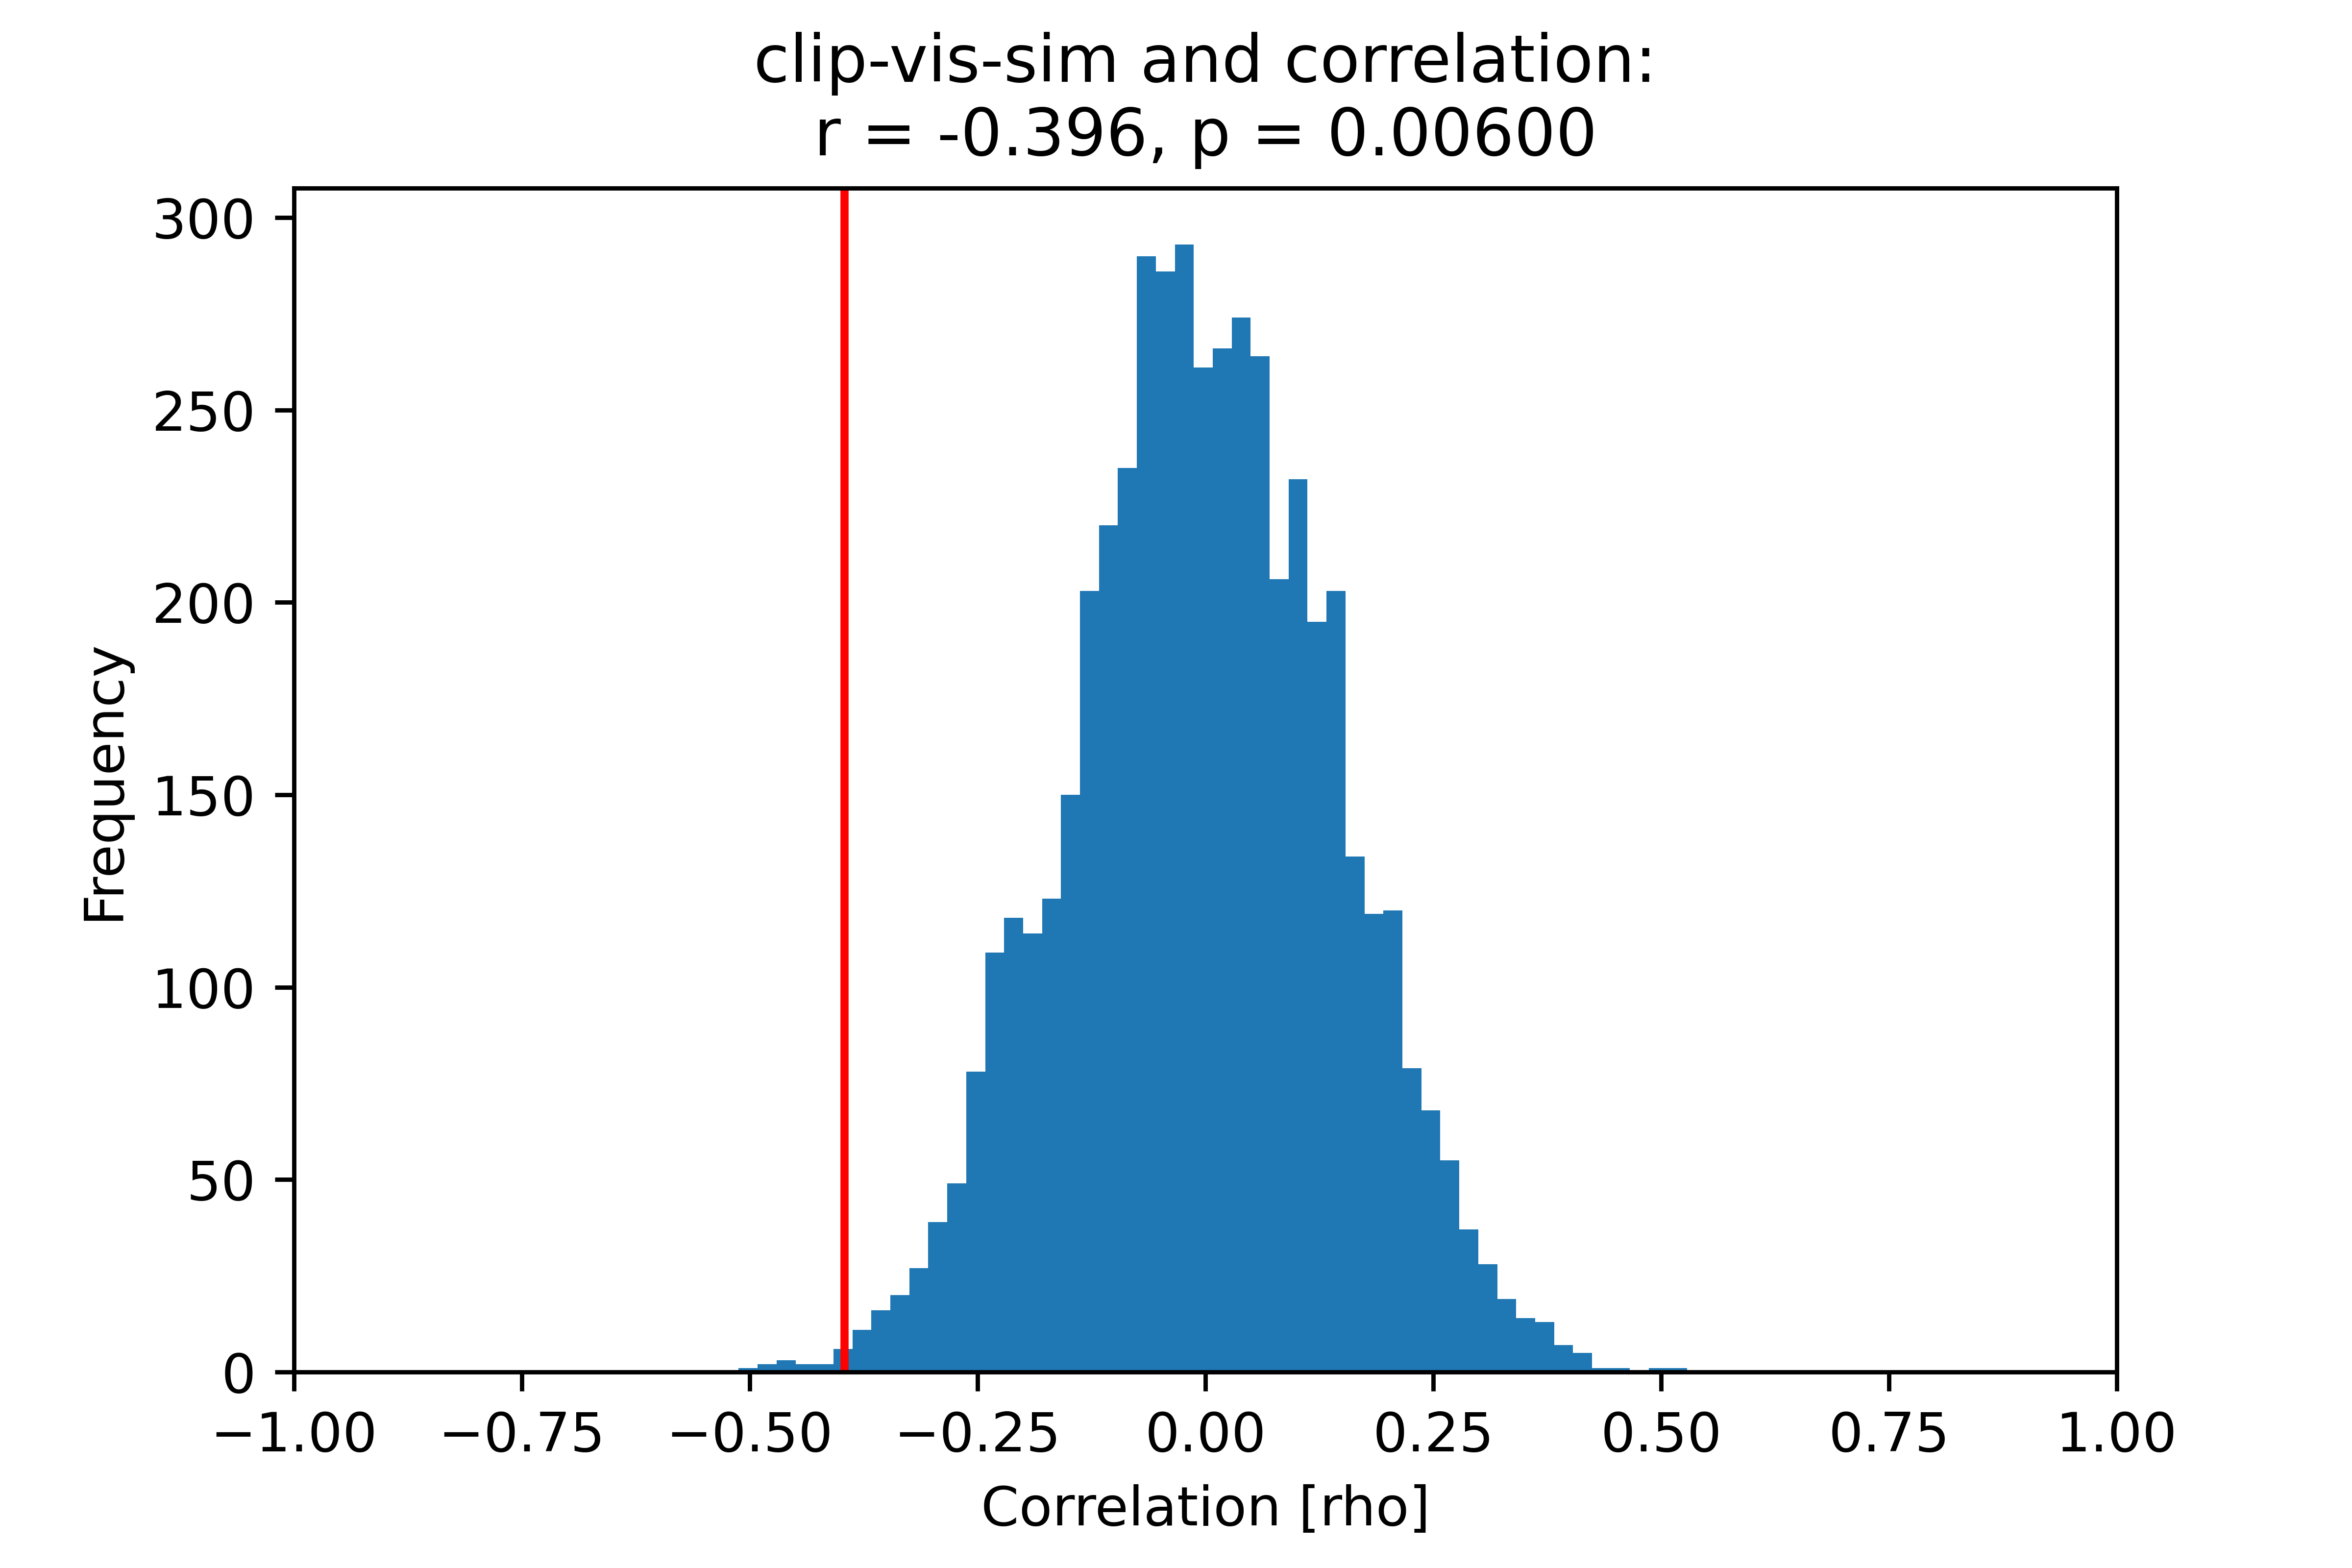 clip-vis-sim and correlation:
r = -0.396, p = 0.00600
300
250
200
150
100
50
0
Frequency
−1.00 −0.75 −0.50 −0.25 0.00 0.25 0.50 0.75 1.00
Correlation [rho]